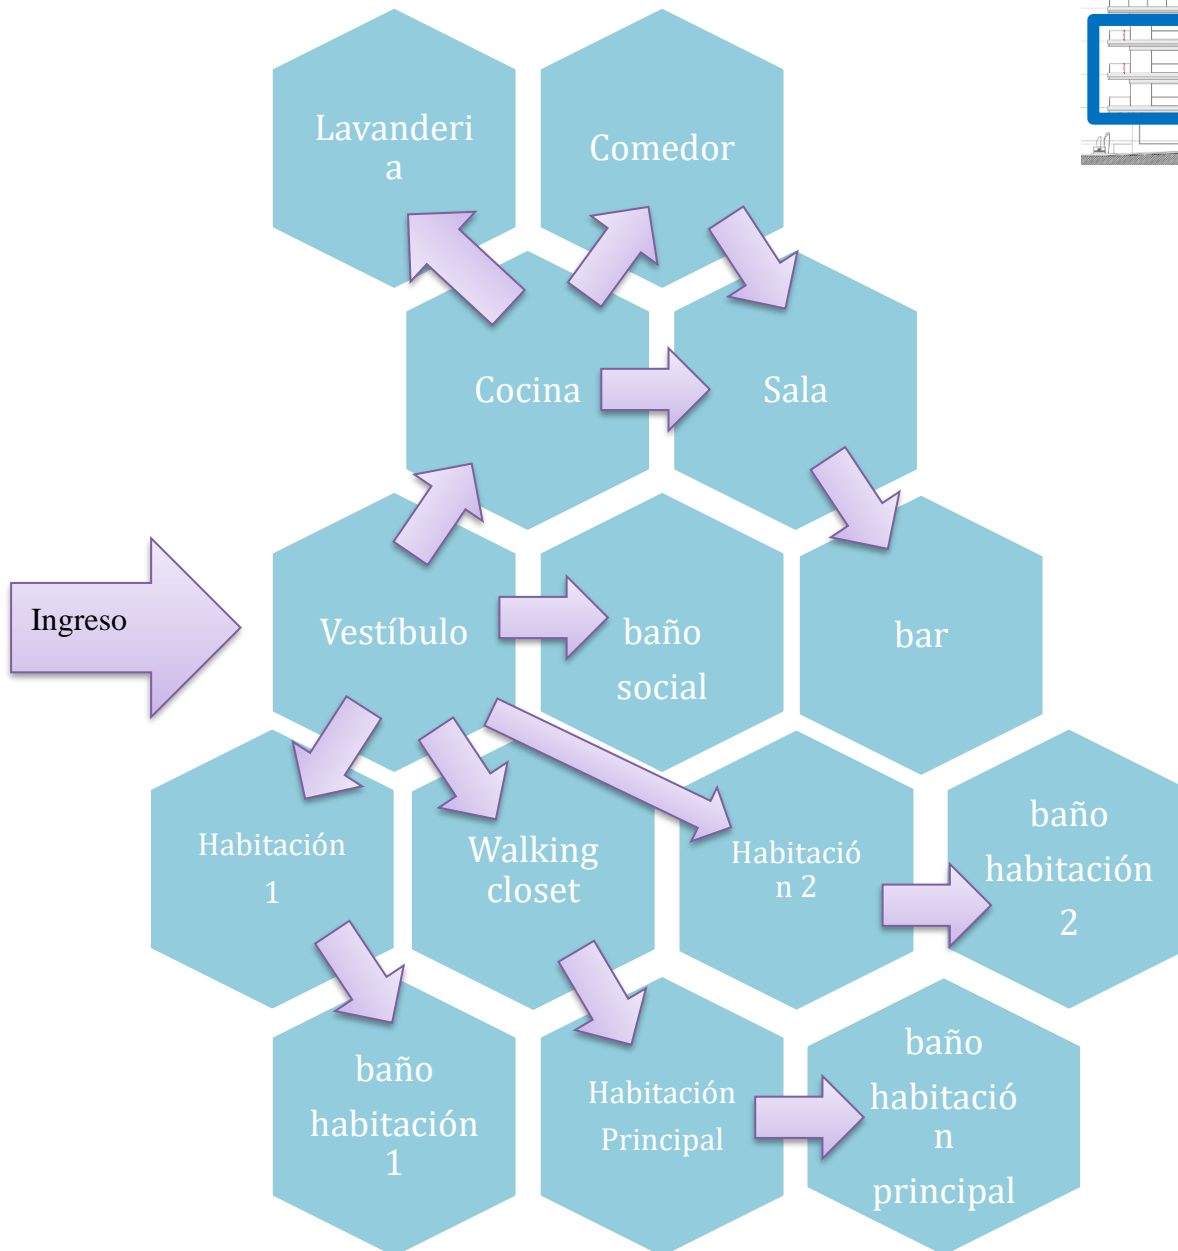 Lavanderi
a
Comedor
Cocina
Sala
Ingreso
Vestíbulo
baño
social
bar
Habitación
1
Walking
closet
Habitació
n 2
baño
habitación
2
baño
habitación
1
Habitación
Principal
baño
habitació
n
principal